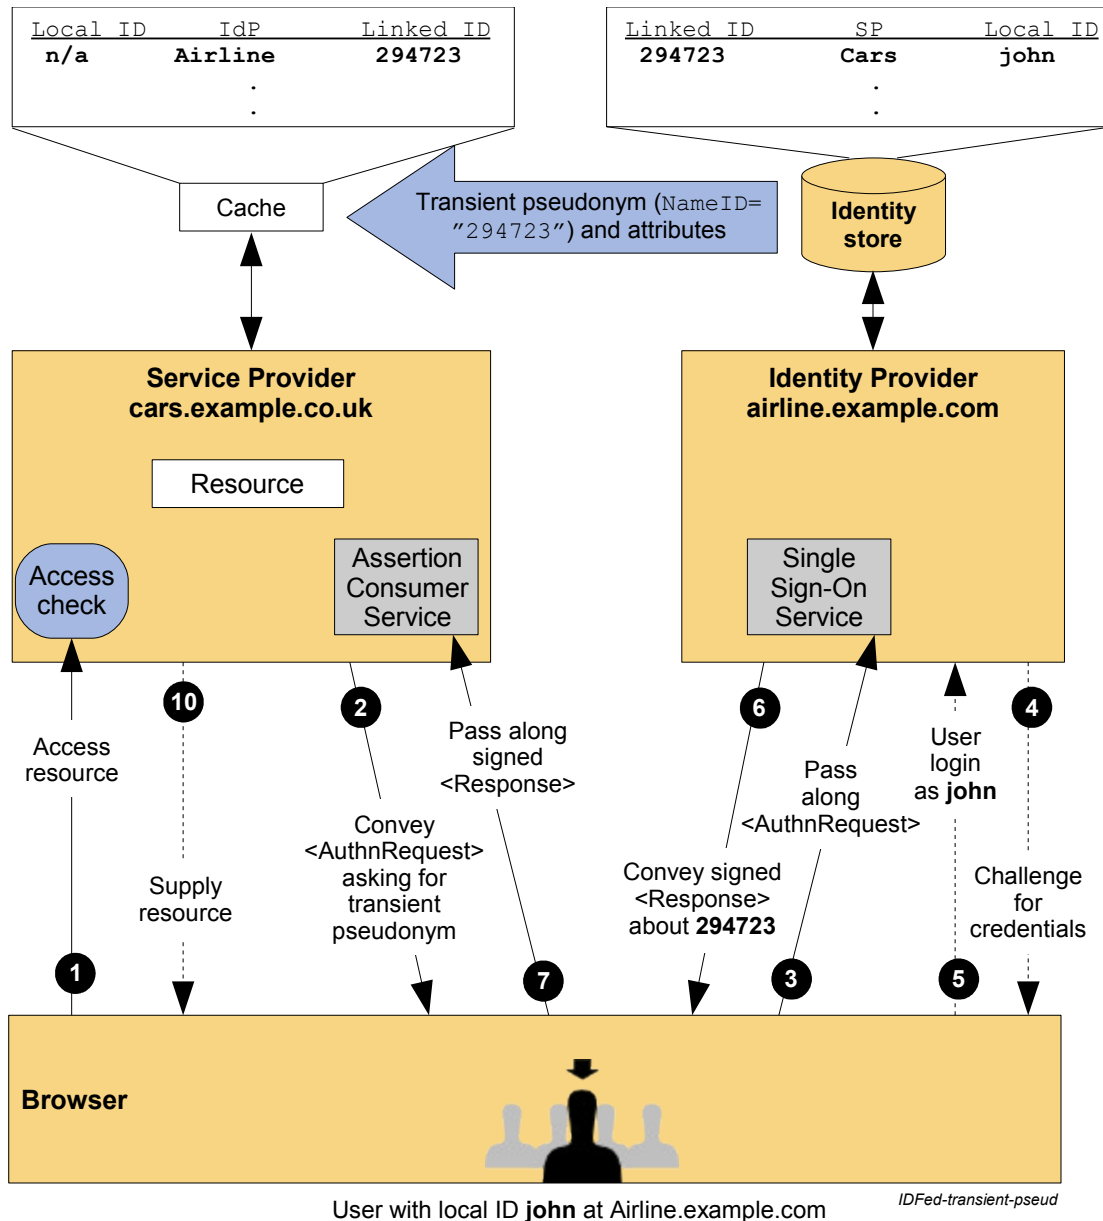 Local ID IdP Linked ID
n/a Airline 294723
.
.
Linked ID SP Local ID
294723 Cars john
.
.
Cache
Transient pseudonym (NameID=
"294723") and attributes
Identity
store
Service Provider
cars.example.co.uk
Resource
Access
check
Assertion
Consumer
Service
Identity Provider
airline.example.com
Single
Sign-On
Service
10
2
6
4
Access
resource
Pass along
signed
<Response>
User
login
as john
Pass
along
<AuthnRequest>
Convey
<AuthnRequest>
asking for
transient
pseudonym
Supply
resource
Convey signed
<Response>
about 294723
Challenge
for
credentials
1
7
3
5
Browser
User with local ID john at Airline.example.com
IDFed-transient-pseud